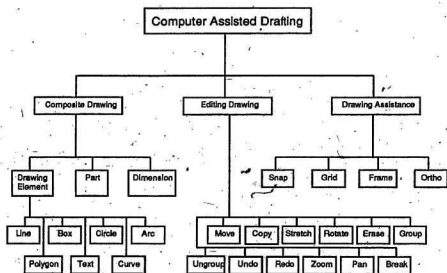 Computer Assisted Drafting
Composite Drawing
Editing Drawing
Drawing Assistance
Drawing
Element
Part
Dimension
Snap
Grid
Frame
Ortho
Line
Box
Circle
Arc
Move
Copy
Stretch
Rotate
Erase
Group
Polygon
Text
Curve
Ungroup
Undo
Redo
Zoom
Pan
Break